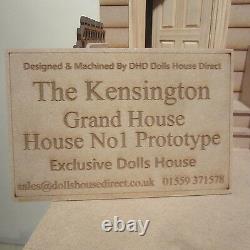 Designed & Machined By DHD Dolls House Direct
The Kensington
Grand House
House No1 Prototype
Exclusive Dolls House
sales@dollshousedirect.co.uk 01559 371578
ebay